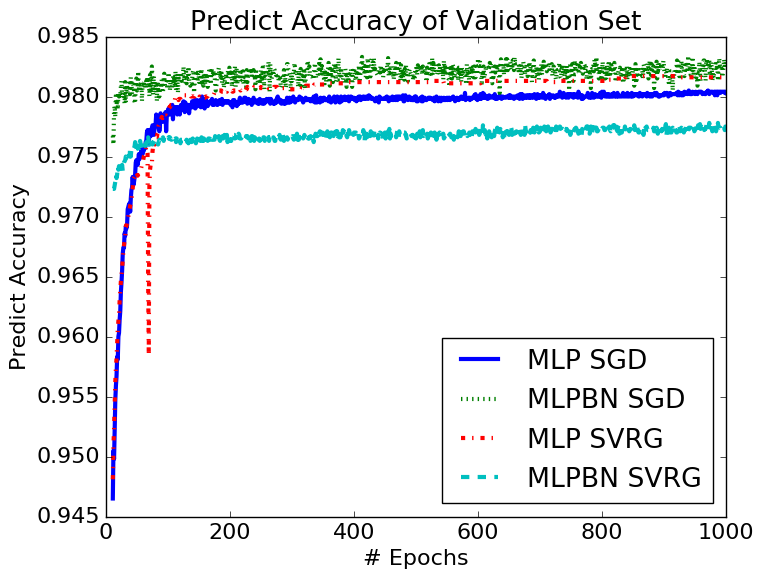 Predict Accuracy of Validation Set
0.985
0.980
0.975
0.970
0.965
0.960
0.955
0.950
0.945
Predict Accuracy
MLP SGD
MLPBN SGD
MLP SVRG
MLPBN SVRG
0 200 400 600 800 1000
# Epochs